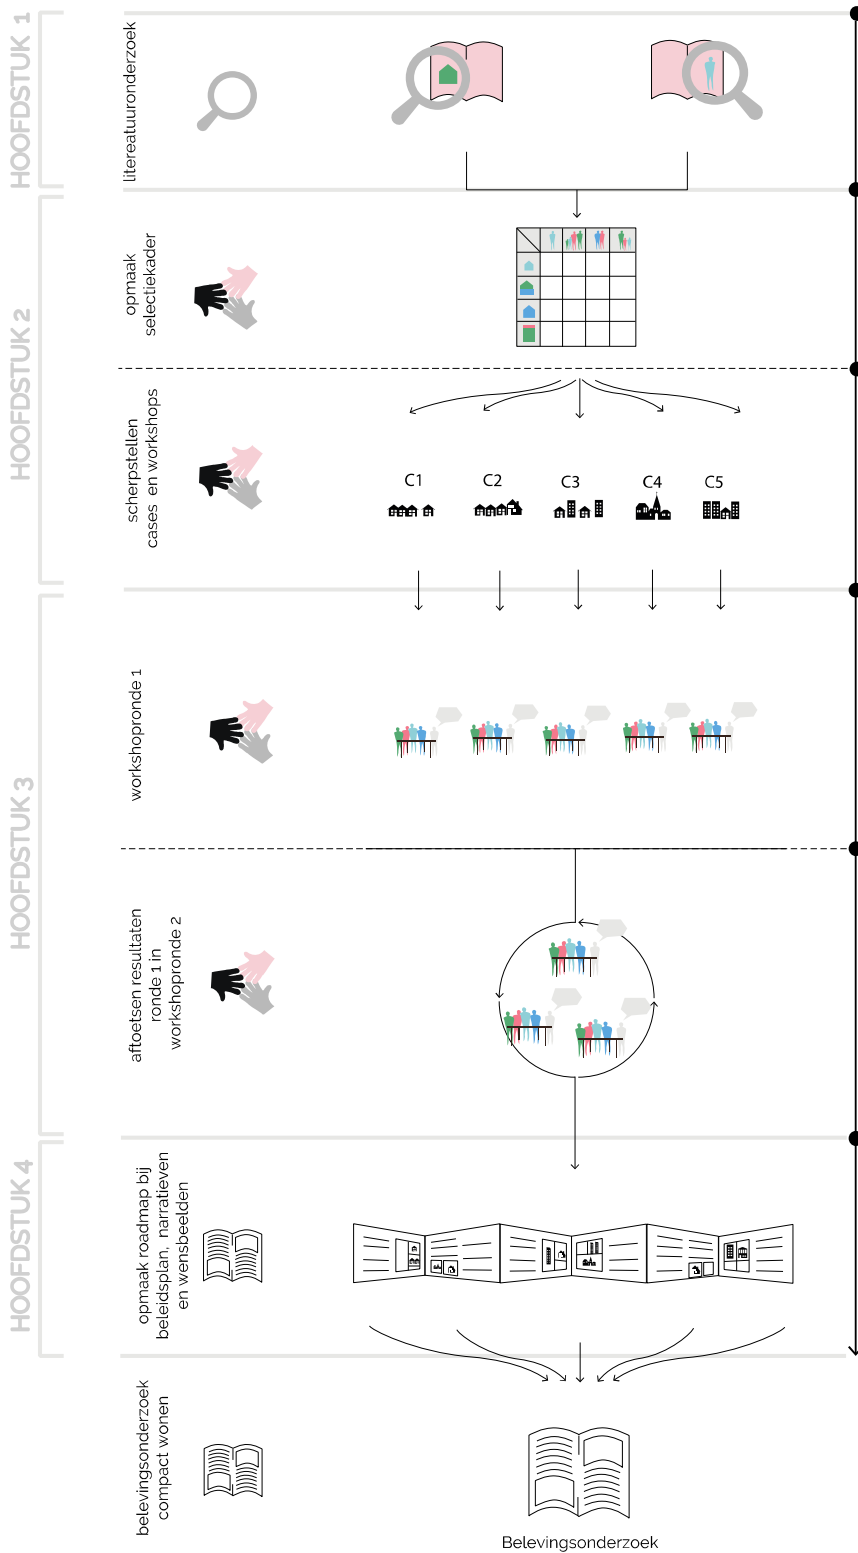 HOOFDSTUK 1
litereatuuronderzoek
HOOFDSTUK 2
opmaak
selectiekader
scherpstellen
cases en workshops
C1
C2
C3
C4
C5
HOOFDSTUK 3
workshopronde 1
aftoetsen resultaten
ronde 1 in
workshopronde 2
HOOFDSTUK 4
opmaak roadmap bij
beleidsplan, narratieven
en wensbeelden
belevingsonderzoek
compact wonen
Belevingsonderzoek